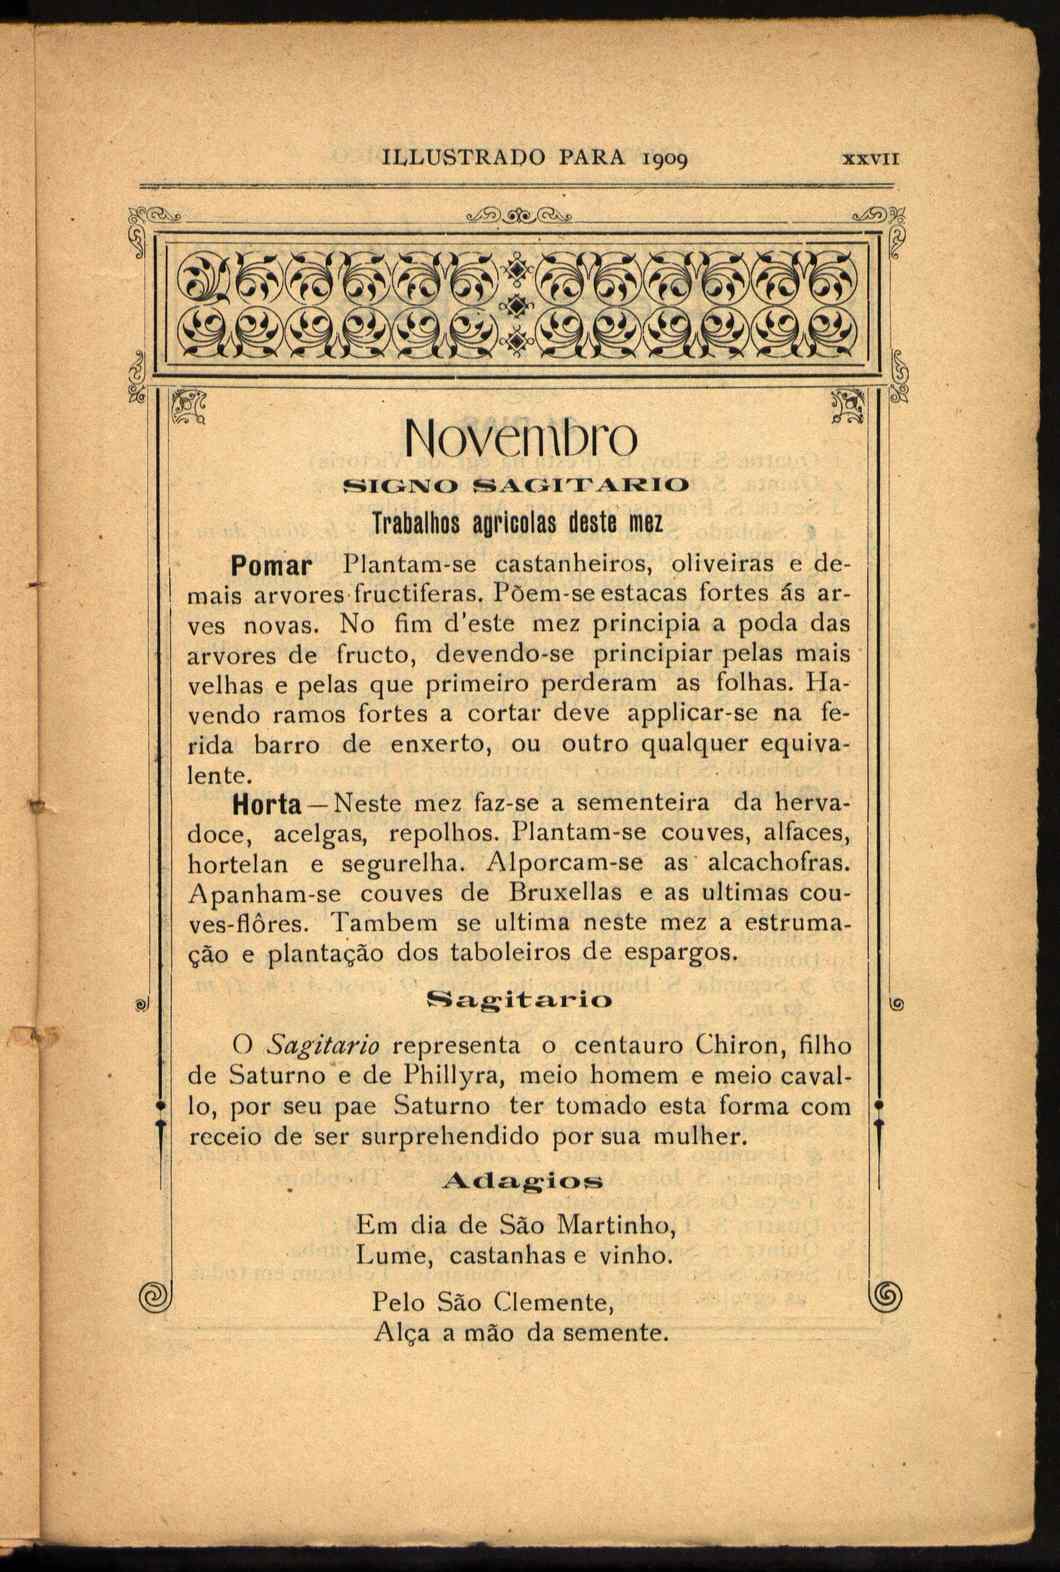 ILLUSTRADO PARA 1909 XXVII
Novembro
SIGNO SAGITARIO
Trabalhos agricolas deste mez
Pomar Plantam-se castanheiros, oliveiras e de-
mais arvores fructiferas. Põem-se estacas fortes ás ar-
ves novas. No fim d'este mez principia a poda das
arvores de fructo, devendo-se principiar pelas mais
velhas e pelas que primeiro perderam as folhas. Ha-
vendo ramos fortes a cortar deve applicar-se na fe-
rida barro de enxerto, ou outro qualquer equiva-
lente.
Horta — Neste mez faz-se a sementeira da herva-
doce, acelgas, repolhos. Plantam-se couves, alfaces,
hortelan e segurelha. Alporcam-se as alcachofras.
Apanham-se couves de Bruxellas e as ultimas cou-
ves-flôres. Tambem se ultima neste mez a estruma-
ção e plantação dos taboleiros de espargos.
Sagitario
O Sagitario representa o centauro Chiron, filho
de Saturno e de Phillyra, meio homem e meio caval-
lo, por seu pae Saturno ter tomado esta forma com
receio de ser surprehendido por sua mulher.
Adagios
Em dia de São Martinho,
Lume, castanhas e vinho.
Pelo São Clemente,
Alça a mão da semente.